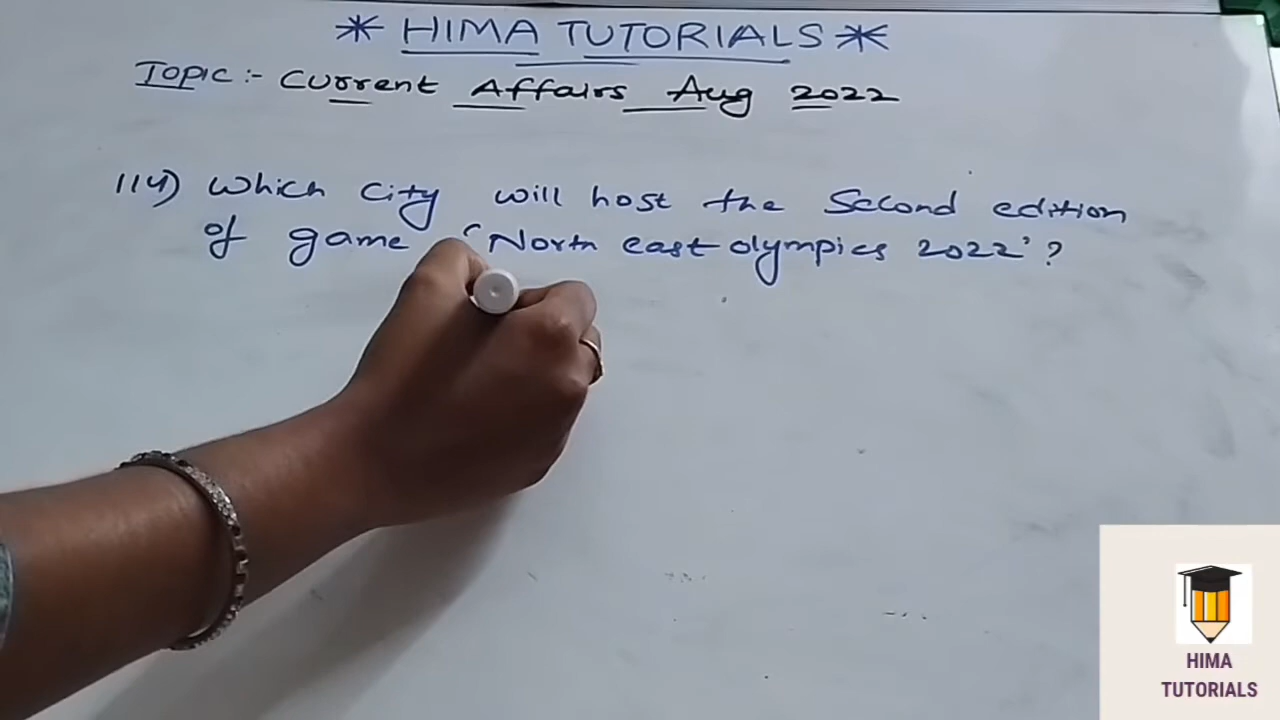 * HIMA TUTORIALS *
Topic :- Current Affairs Aug 2022
114) Which City will host the Second edition
of game 'North east olympics 2022' ?
HIMA
TUTORIALS